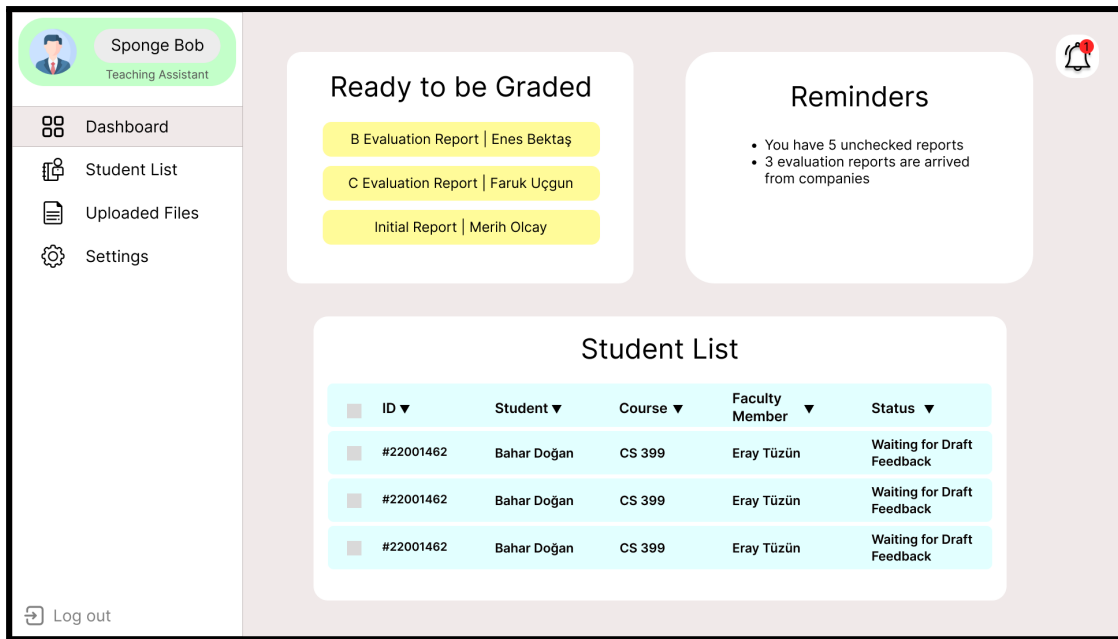 Sponge Bob
Teaching Assistant
Dashboard
Student List
Uploaded Files
Settings
Log out
Ready to be Graded
B Evaluation Report | Enes Bektaş
C Evaluation Report | Faruk Uçgun
Initial Report | Merih Olcay
Reminders
• You have 5 unchecked reports
• 3 evaluation reports are arrived
from companies
1
Student List
ID ▼ Student ▼ Course ▼ Faculty Member ▼ Status ▼
#22001462 Bahar Doğan CS 399 Eray Tüzün Waiting for Draft Feedback
#22001462 Bahar Doğan CS 399 Eray Tüzün Waiting for Draft Feedback
#22001462 Bahar Doğan CS 399 Eray Tüzün Waiting for Draft Feedback